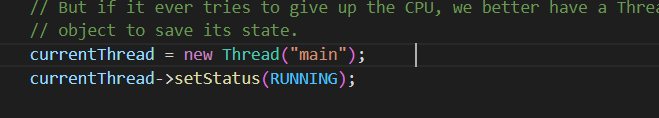 // But if it ever tries to give up the CPU, we better have a Threa
// object to save its state.
currentThread = new Thread("main");
currentThread->setStatus(RUNNING);